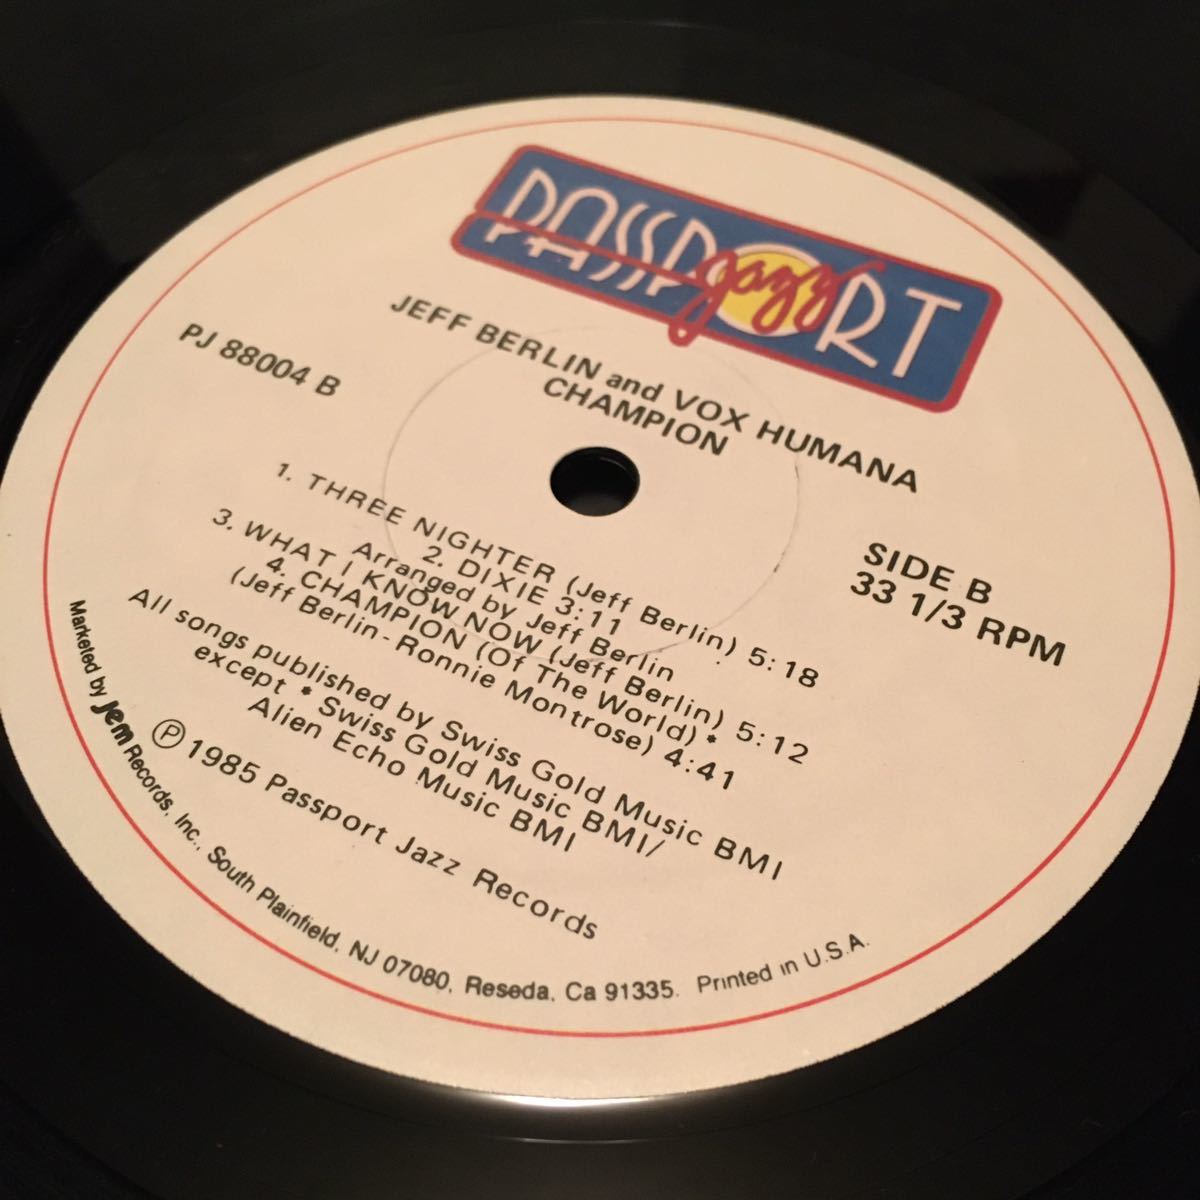 PASSPORT
jazz
JEFF BERLIN and VOX HUMANA
CHAMPION
PJ 88004 B
SIDE B
33 1/3 RPM
1. THREE NIGHTER (Jeff Berlin) 5:18
2. DIXIE 3:11
Arranged by Jeff Berlin
3. WHAT I KNOW NOW (Jeff Berlin) 5:12
4. CHAMPION (Of The World) *
(Jeff Berlin-Ronnie Montrose) 4:41
All songs published by Swiss Gold Music BMI
except * Swiss Gold Music BMI/
Alien Echo Music BMI
Ⓟ 1985 Passport Jazz Records
Marketed by jem Records, Inc., South Plainfield, NJ 07080, Reseda, Ca 91335. Printed in U.S.A.